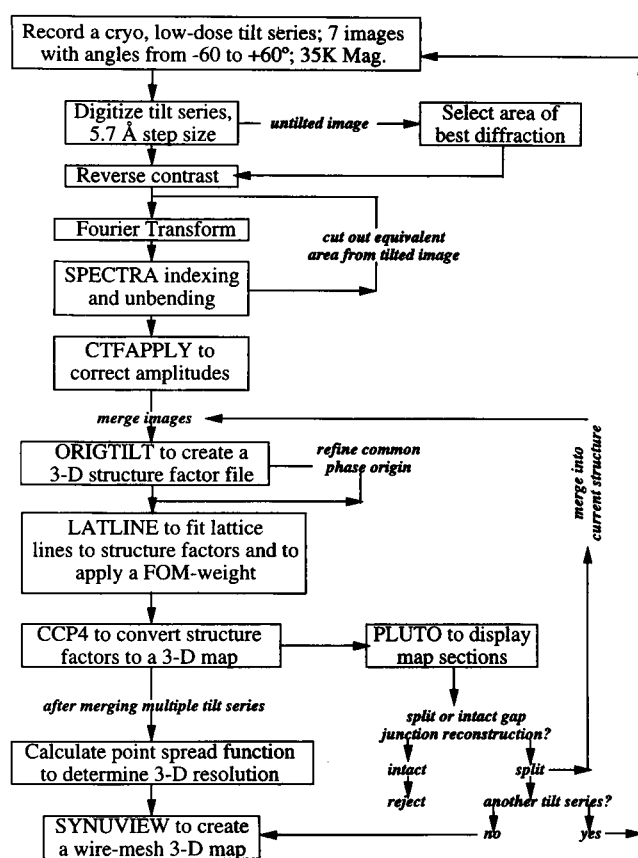 Record a cryo, low-dose tilt series; 7 images
with angles from -60 to +60º; 35K Mag.
Digitize tilt series,
5.7 Å step size
untilted image
Select area of
best diffraction
Reverse contrast
Fourier Transform
cut out equivalent
area from tilted image
SPECTRA indexing
and unbending
CTFAPPLY to
correct amplitudes
merge images
ORIGTILT to create a
3-D structure factor file
refine common
phase origin
merge into
current structure
LATLINE to fit lattice
lines to structure factors and to
apply a FOM-weight
CCP4 to convert structure
factors to a 3-D map
PLUTO to display
map sections
after merging multiple tilt series
split or intact gap
junction reconstruction?
Calculate point spread function
to determine 3-D resolution
intact
split
reject
another tilt series?
SYNUVIEW to create
a wire-mesh 3-D map
no
yes